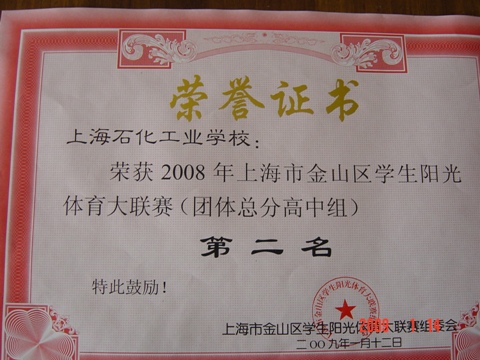 荣誉证书
上海石化工业学校：
荣获 2008 年上海市金山区学生阳光
体育大联赛（团体总分高中组）
第二名
特此鼓励！
上海市金山区学生阳光体育大联赛组委会
二〇〇九年一月十二日